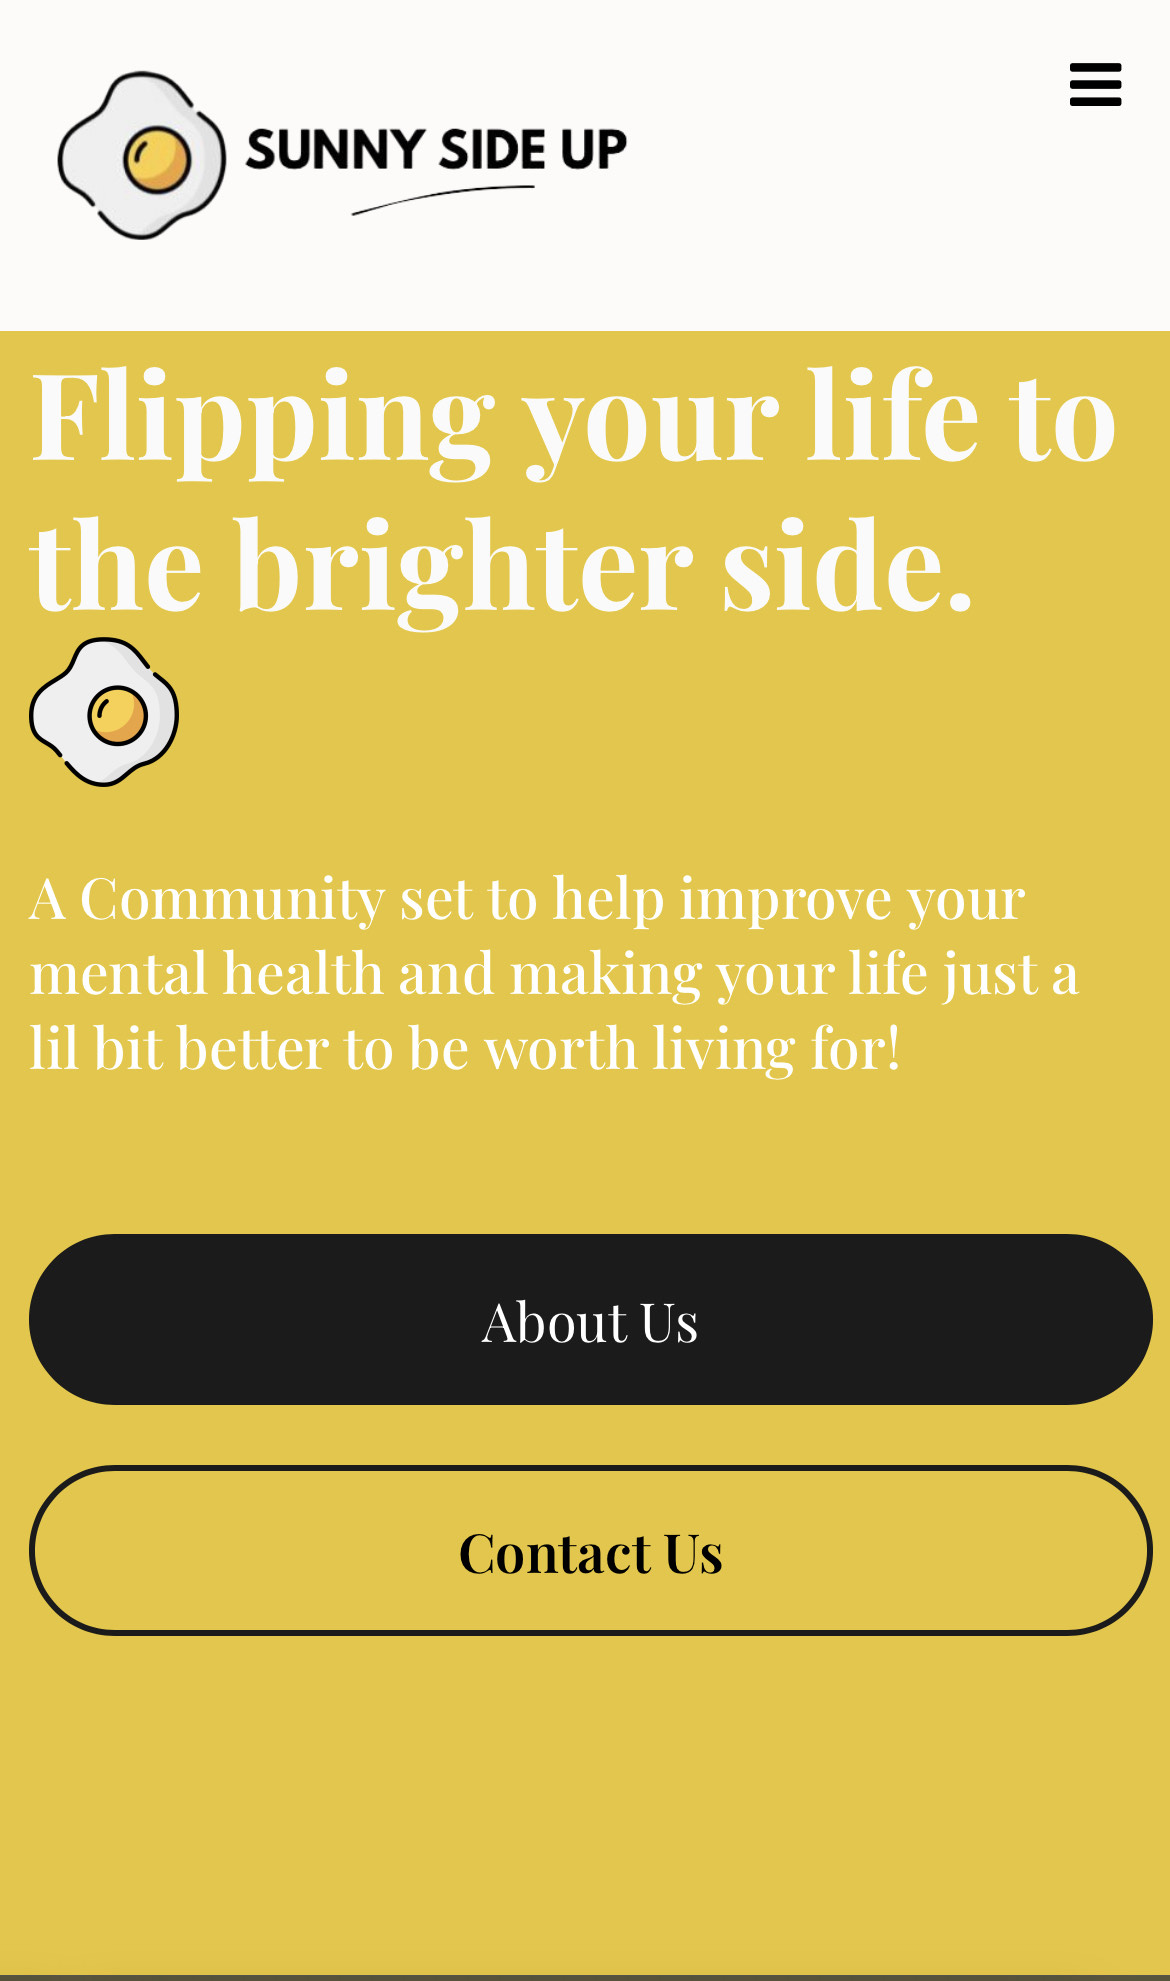 SUNNY SIDE UP
Flipping your life to
the brighter side.
A Community set to help improve your
mental health and making your life just a
lil bit better to be worth living for!
About Us
Contact Us